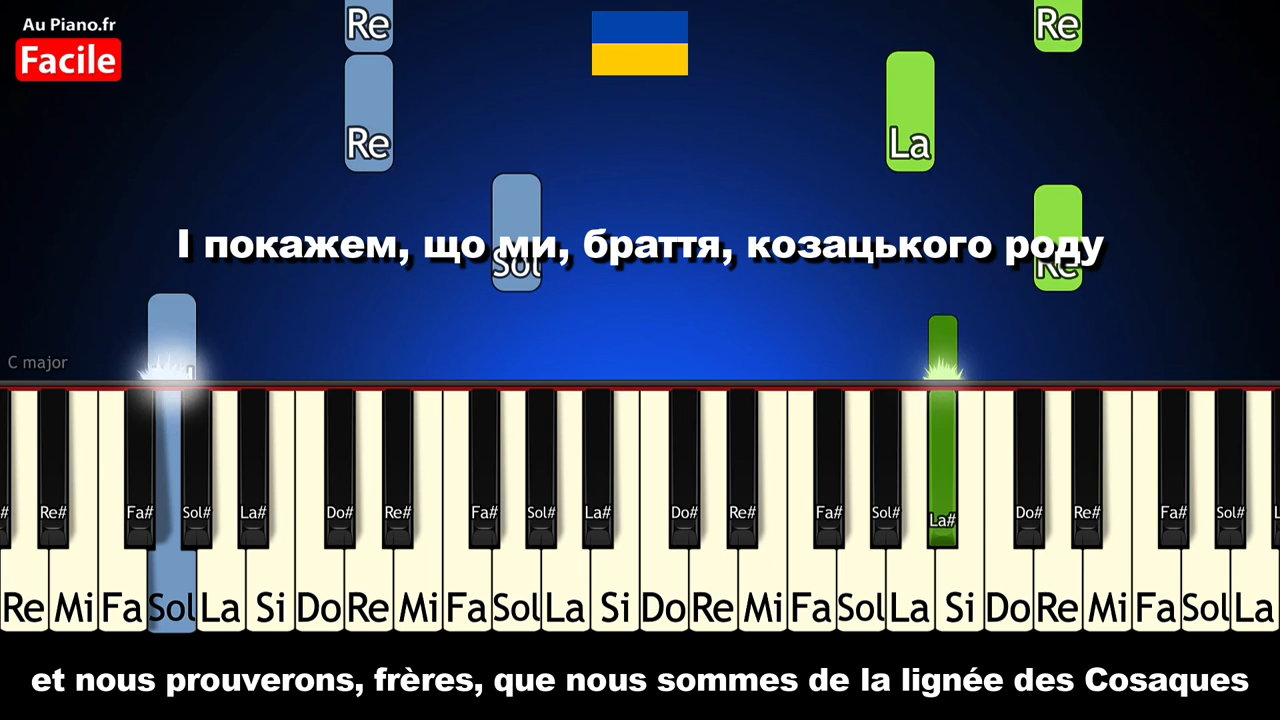 Au Piano.fr
Facile
Re Re
Re La
І покажем, що ми, браття, козацького роду
Sol Re
C major
# Re# Fa# Sol# La# Do# Re# Fa# Sol# La# Do# Re# Fa# Sol# La# Do# Re# Fa# Sol#
Re Mi Fa Sol La Si Do Re Mi Fa Sol La Si Do Re Mi Fa Sol La Si Do Re Mi Fa Sol La
et nous prouverons, frères, que nous sommes de la lignée des Cosaques